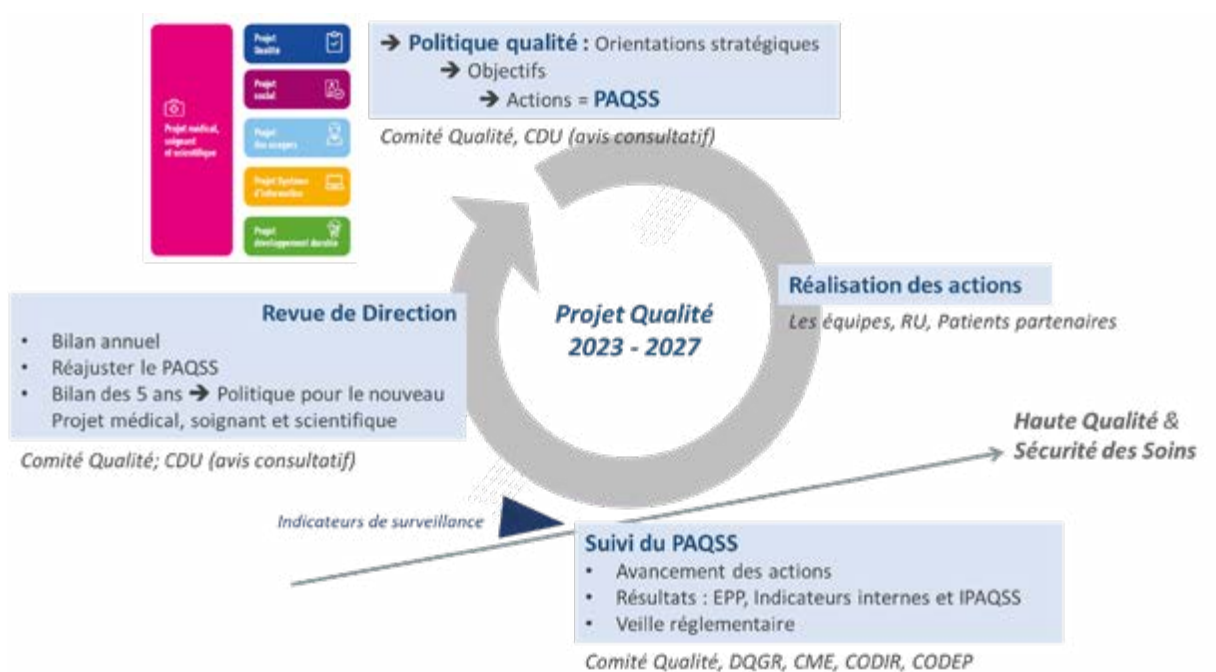 Projet
Qualité
Projet
social
Projet médical,
soignant
et scientifique
Projet
des usagers
Projet Système
d'information
Projet
développement durable
➔ Politique qualité : Orientations stratégiques
➔ Objectifs
➔ Actions = PAQSS
Comité Qualité, CDU (avis consultatif)
Réalisation des actions
Les équipes, RU, Patients partenaires
Projet Qualité
2023 - 2027
Revue de Direction
• Bilan annuel
• Réajuster le PAQSS
• Bilan des 5 ans ➔ Politique pour le nouveau
Projet médical, soignant et scientifique
Comité Qualité; CDU (avis consultatif)
Haute Qualité &
Sécurité des Soins
Indicateurs de surveillance
Suivi du PAQSS
• Avancement des actions
• Résultats : EPP, Indicateurs internes et IPAQSS
• Veille réglementaire
Comité Qualité, DQGR, CME, CODIR, CODEP